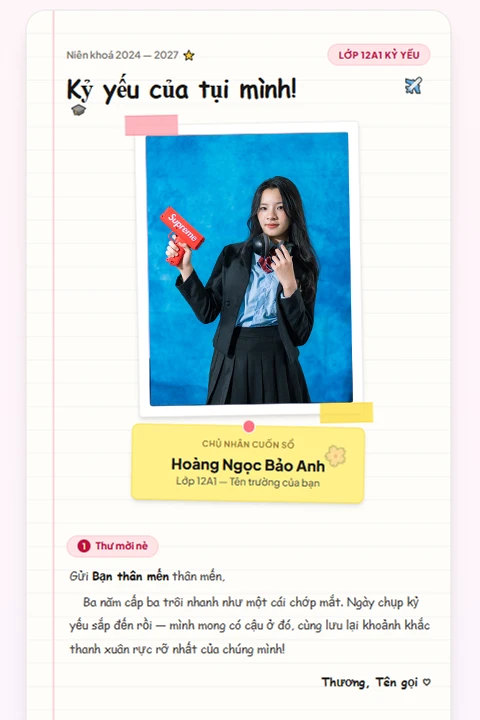 Niên khoá 2024 — 2027
LỚP 12A1 KỶ YẾU
Kỷ yếu của tụi mình!
Supreme
CHỦ NHÂN CUỐN SỔ
Hoàng Ngọc Bảo Anh
Lớp 12A1 — Tên trường của bạn
1 Thư mời nè
Gửi Bạn thân mến thân mến,
Ba năm cấp ba trôi nhanh như một cái chớp mắt. Ngày chụp kỷ
yếu sắp đến rồi — mình mong có cậu ở đó, cùng lưu lại khoảnh khắc
thanh xuân rực rỡ nhất của chúng mình!
Thương, Tên gọi ♡